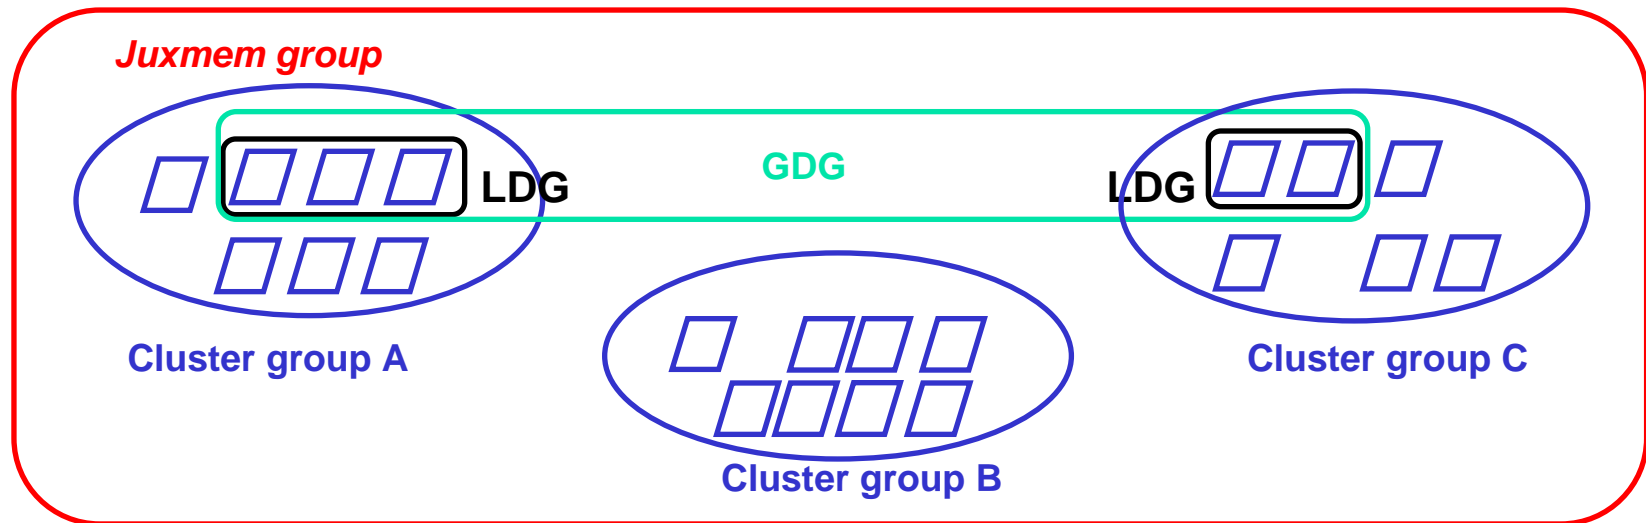 Juxmem group
LDG
GDG
LDG
Cluster group A
Cluster group C
Cluster group B